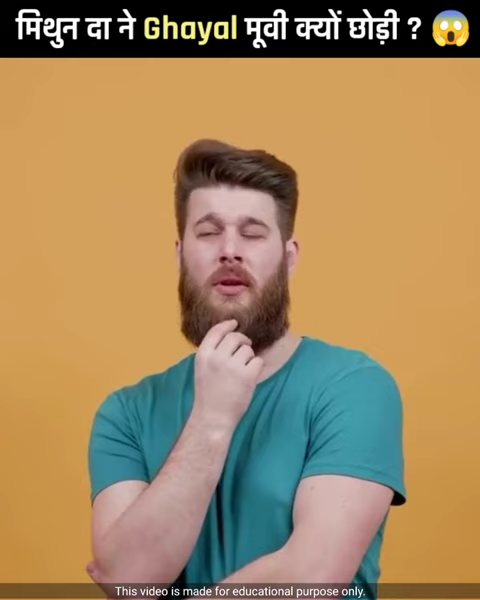 मिथुन दा ने Ghayal मूवी क्यों छोड़ी ? 😱
This video is made for educational purpose only.